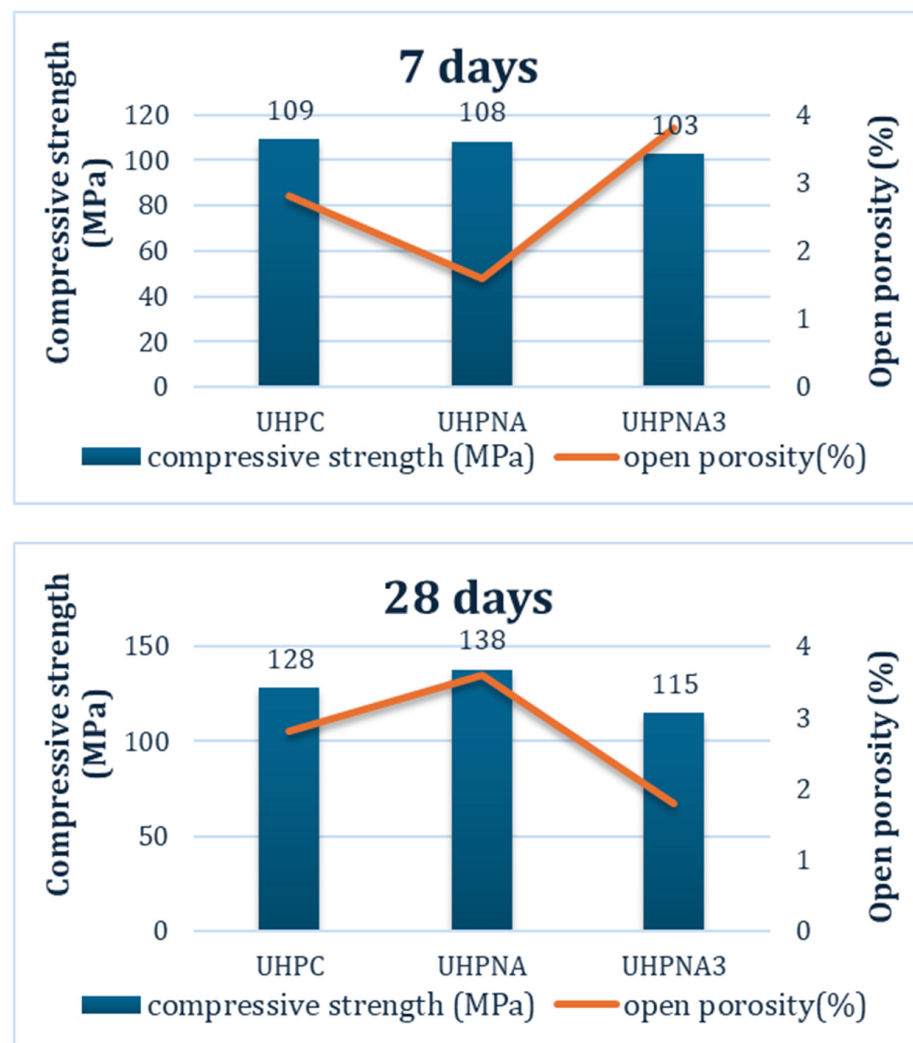 7 days
Compressive strength
(MPa)
120
100
80
60
40
20
0
109
108
103
4
3
2
1
0
Open porosity (%)
UHPC
UHPNA
UHPNA3
compressive strength (MPa)
open porosity(%)
28 days
Compressive strength
(MPa)
150
100
50
0
128
138
115
4
3
2
1
0
Open porosity (%)
UHPC
UHPNA
UHPNA3
compressive strength (MPa)
open porosity(%)